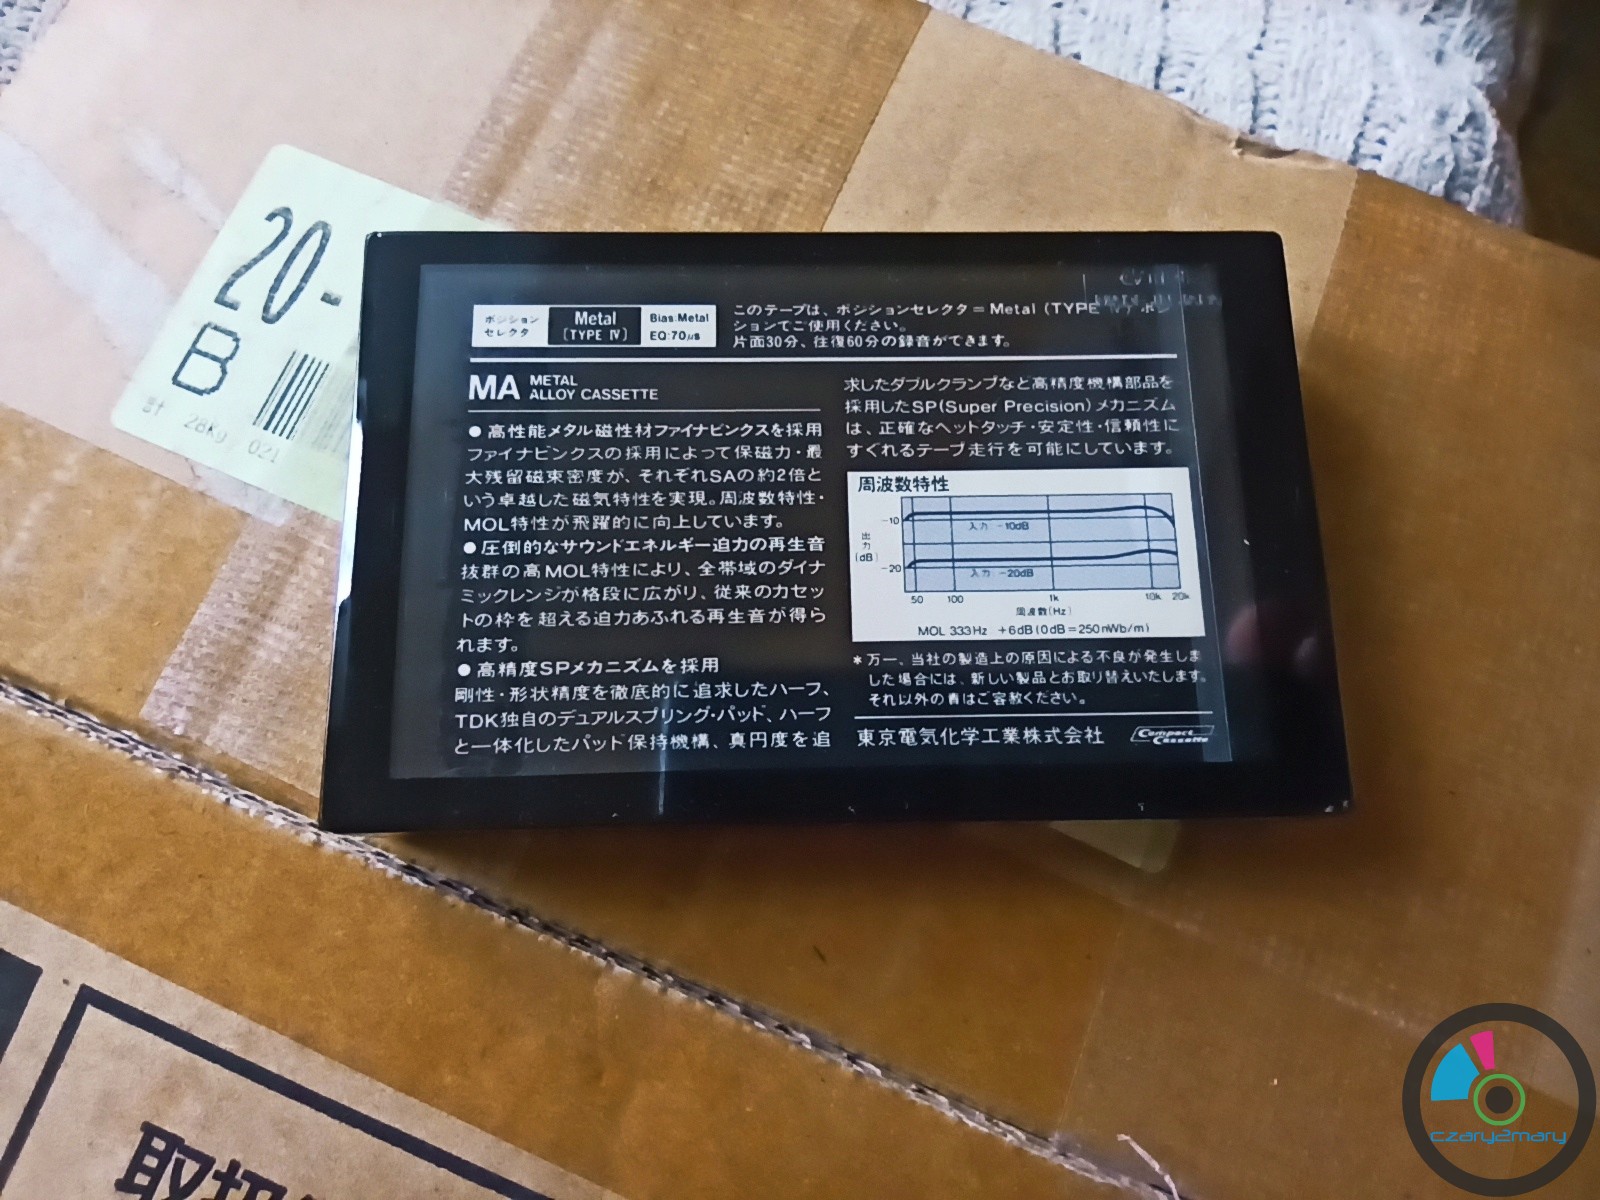 20-
B
計
28Kg 021
ポジション
セレクタ
Metal
(TYPE IV)
Bias:Metal
EQ:70μs
このテープは、ポジションセレクタ=Metal (TYPE IV) ポジ
ションでご使用ください。
片面30分、往復60分の録音ができます。
MA METAL
ALLOY CASSETTE
●高性能メタル磁性材ファイナビンクスを採用
ファイナビンクスの採用によって保磁力・最
大残留磁束密度が、それぞれSAの約2倍と
いう卓越した磁気特性を実現。周波数特性・
MOL特性が飛躍的に向上しています。
●圧倒的なサウンドエネルギー迫力の再生音
抜群の高MOL特性により、全帯域のダイナ
ミックレンジが格段に広がり、従来のカセッ
トの枠を超える迫力あふれる再生音が得ら
れます。
●高精度SPメカニズムを採用
剛性・形状精度を徹底的に追求したハーフ、
TDK独自のデュアルスプリング・パッド、ハーフ
と一体化したパッド保持機構、真円度を追
求したダブルクランプなど高精度機構部品を
採用したSP(Super Precision)メカニズム
は、正確なヘッドタッチ・安定性・信頼性に
すぐれるテープ走行を可能にしています。
周波数特性
出力(dB)
-10
入力 -10dB
-20
入力 -20dB
50 100 1k 10k 20k
周波数(Hz)
MOL 333Hz +6dB(0dB=250nWb/m)
*万一、当社の製造上の原因による不良が発生しま
した場合には、新しい製品とお取り替えいたします。
それ以外の責はご容赦ください。
東京電気化学工業株式会社
Compact
Cassette
取扱
czary2mary